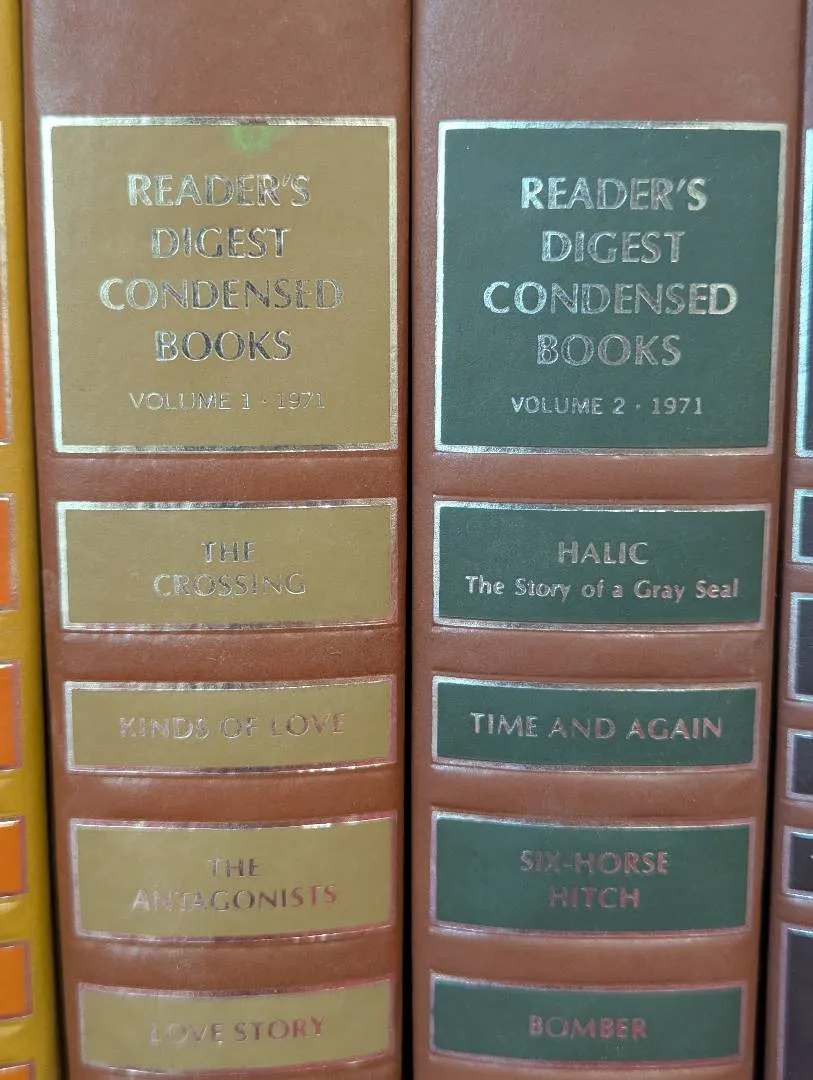 READER'S
DIGEST
CONDENSED
BOOKS
VOLUME 1 · 1971
THE
CROSSING
KINDS OF LOVE
THE
ANTAGONISTS
LOVE STORY
READER'S
DIGEST
CONDENSED
BOOKS
VOLUME 2 · 1971
HALIC
The Story of a Gray Seal
TIME AND AGAIN
SIX-HORSE
HITCH
BOMBER